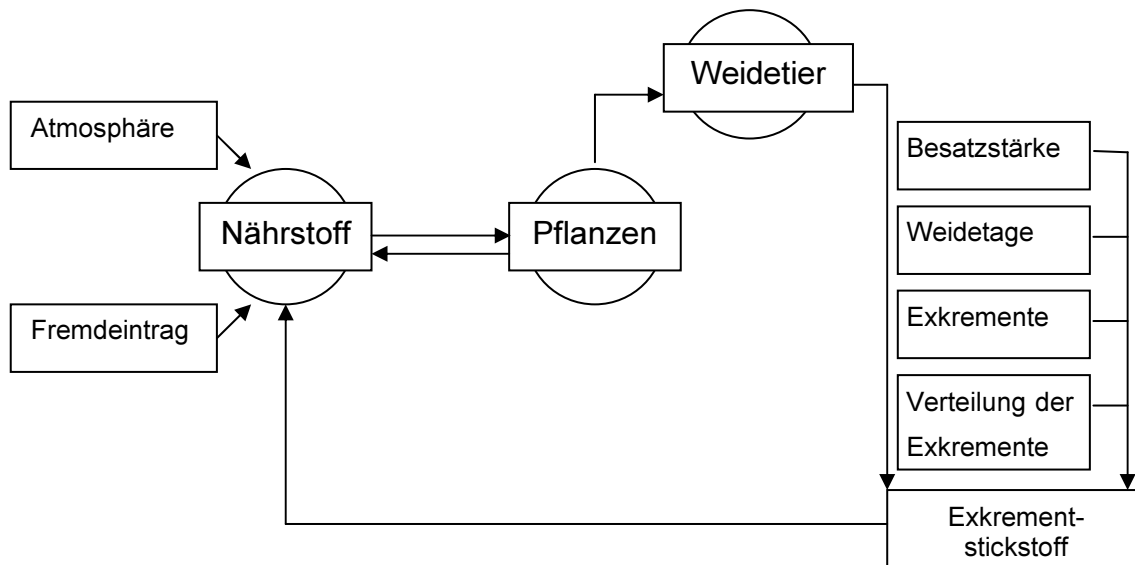 Weidetier
Atmosphäre
Besatzstärke
Nährstoff
Pflanzen
Weidetage
Fremdeintrag
Exkremente
Verteilung der
Exkremente
Exkrement-
stickstoff